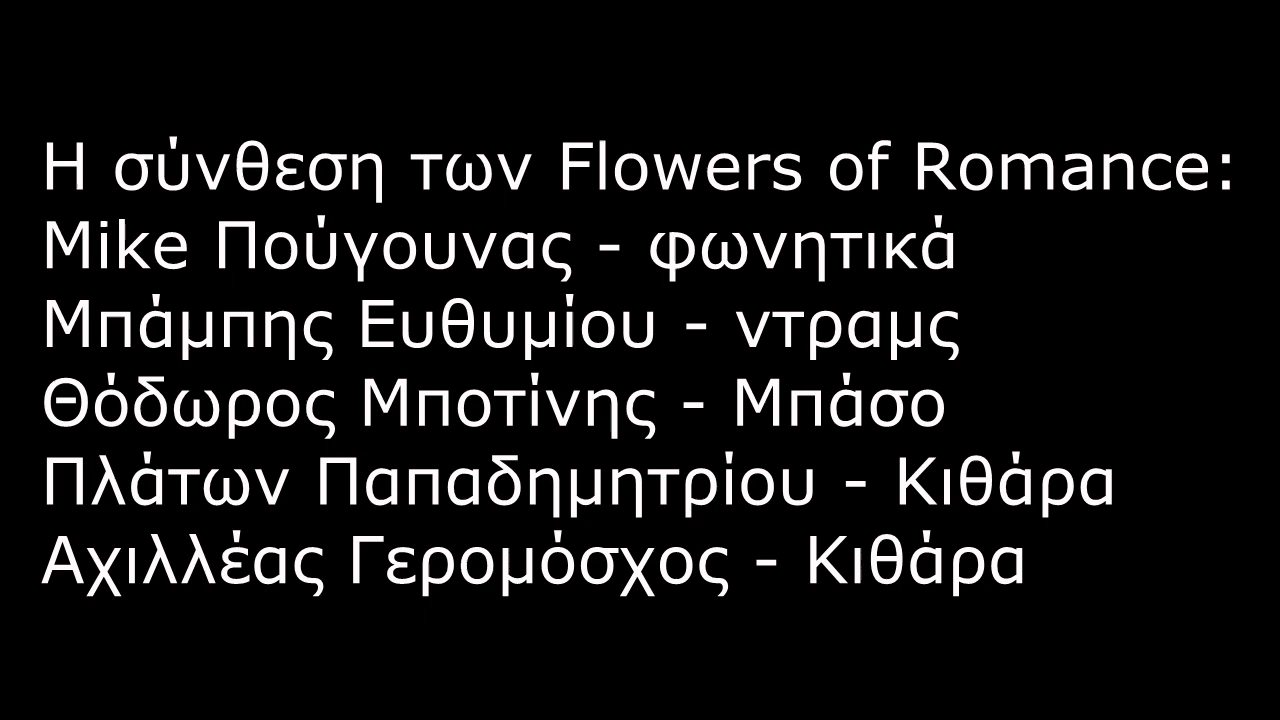 Η σύνθεση των Flowers of Romance:
Mike Πούγουνας - φωνητικά
Μπάμπης Ευθυμίου - ντραμς
Θόδωρος Μποτίνης - Μπάσο
Πλάτων Παπαδημητρίου - Κιθάρα
Αχιλλέας Γερομόσχος - Κιθάρα